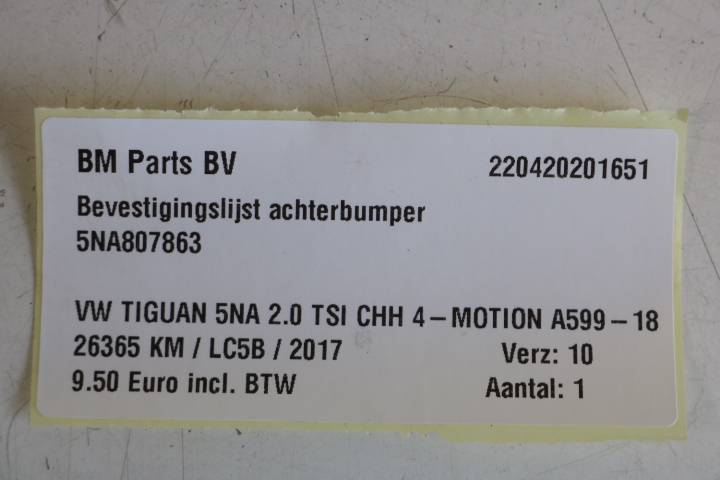 BM Parts BV 220420201651
Bevestigingslijst achterbumper
5NA807863
VW TIGUAN 5NA 2.0 TSI CHH 4-MOTION A599-18
26365 KM / LC5B / 2017 Verz: 10
9.50 Euro incl. BTW Aantal: 1